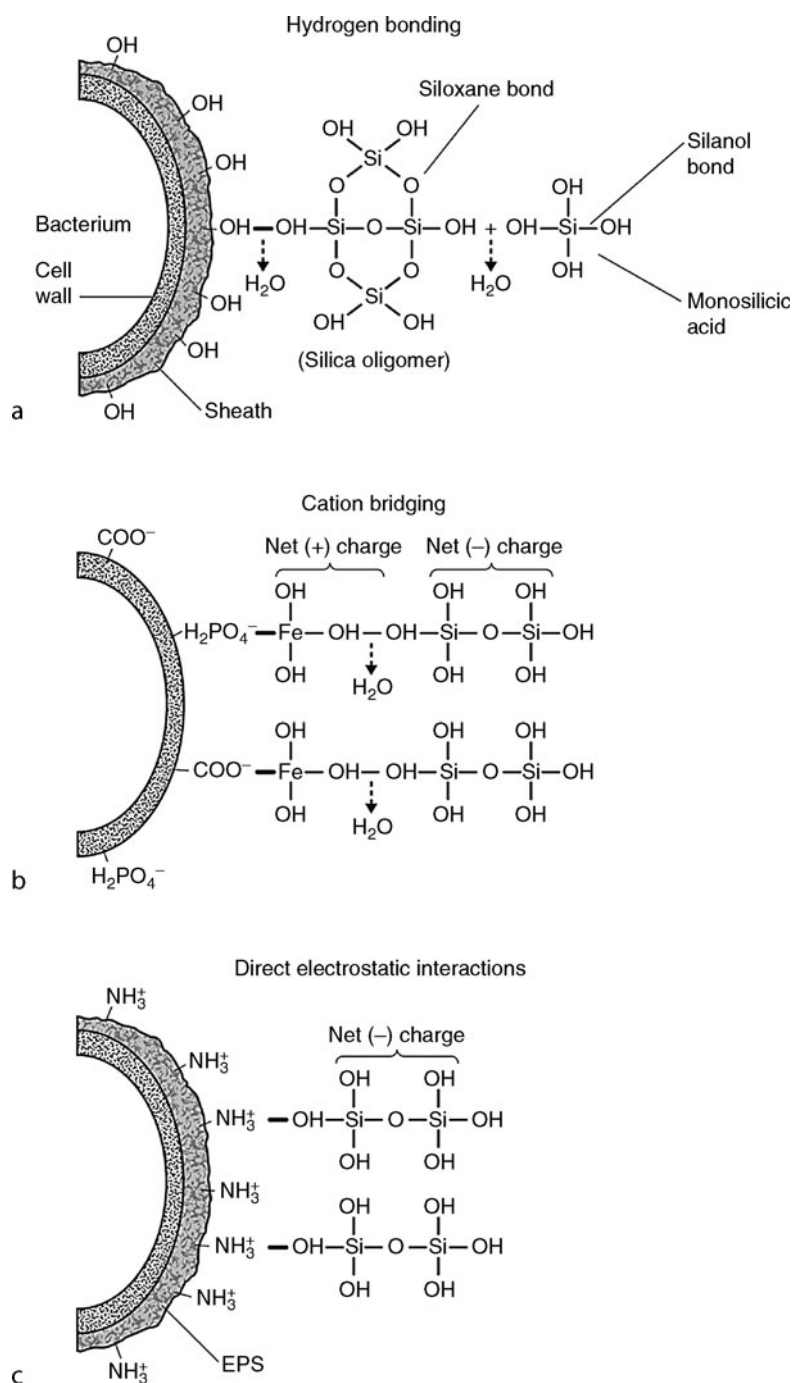 Hydrogen bonding
OH
OH
OH
Siloxane bond
OH OH
Si
O O
Silanol
bond
OH
Bacterium
OH OH Si O Si OH + OH Si OH
OH
H₂O
H₂O
Cell
wall
O O
Si
OH
OH OH
Monosilicic
acid
(Silica oligomer)
OH
OH
Sheath
a
Cation bridging
COO⁻
Net (+) charge Net (−) charge
OH OH OH
H₂PO₄⁻ Fe OH OH Si O Si OH
OH OH OH
H₂O
OH OH OH
COO⁻ Fe OH OH Si O Si OH
OH OH OH
H₂O
H₂PO₄⁻
b
Direct electrostatic interactions
NH₃⁺
Net (−) charge
NH₃⁺
OH OH
NH₃⁺ OH Si O Si OH
OH OH
NH₃⁺
OH OH
NH₃⁺ OH Si O Si OH
OH OH
NH₃⁺
EPS
NH₃⁺
c